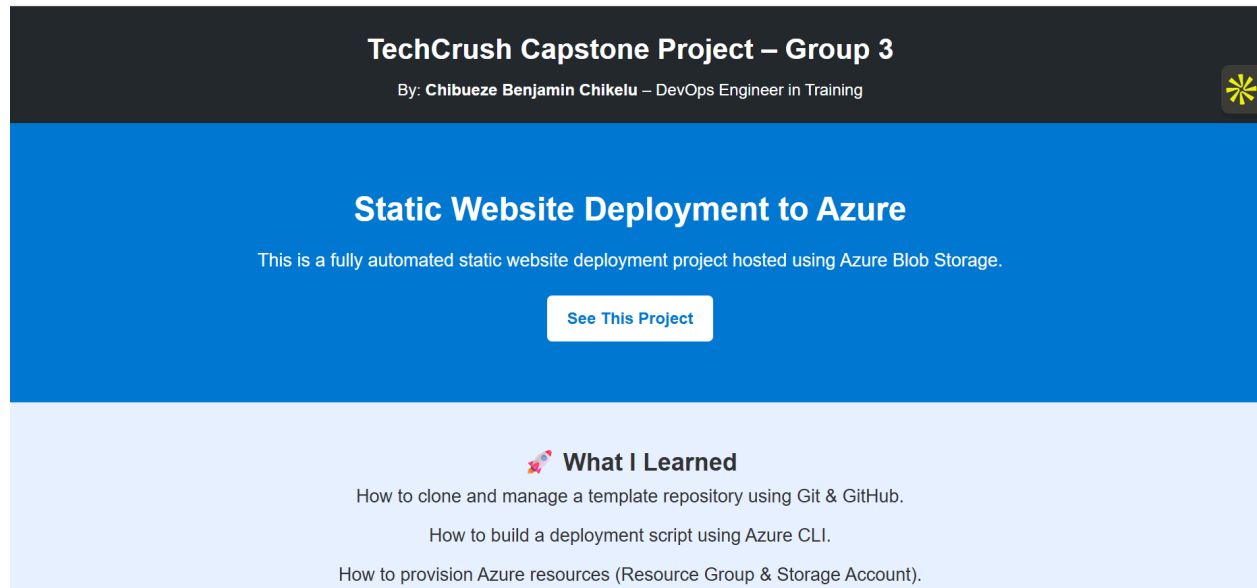 TechCrush Capstone Project – Group 3
By: Chibueze Benjamin Chikelu – DevOps Engineer in Training
Static Website Deployment to Azure
This is a fully automated static website deployment project hosted using Azure Blob Storage.
See This Project
🚀 What I Learned
How to clone and manage a template repository using Git & GitHub.
How to build a deployment script using Azure CLI.
How to provision Azure resources (Resource Group & Storage Account).